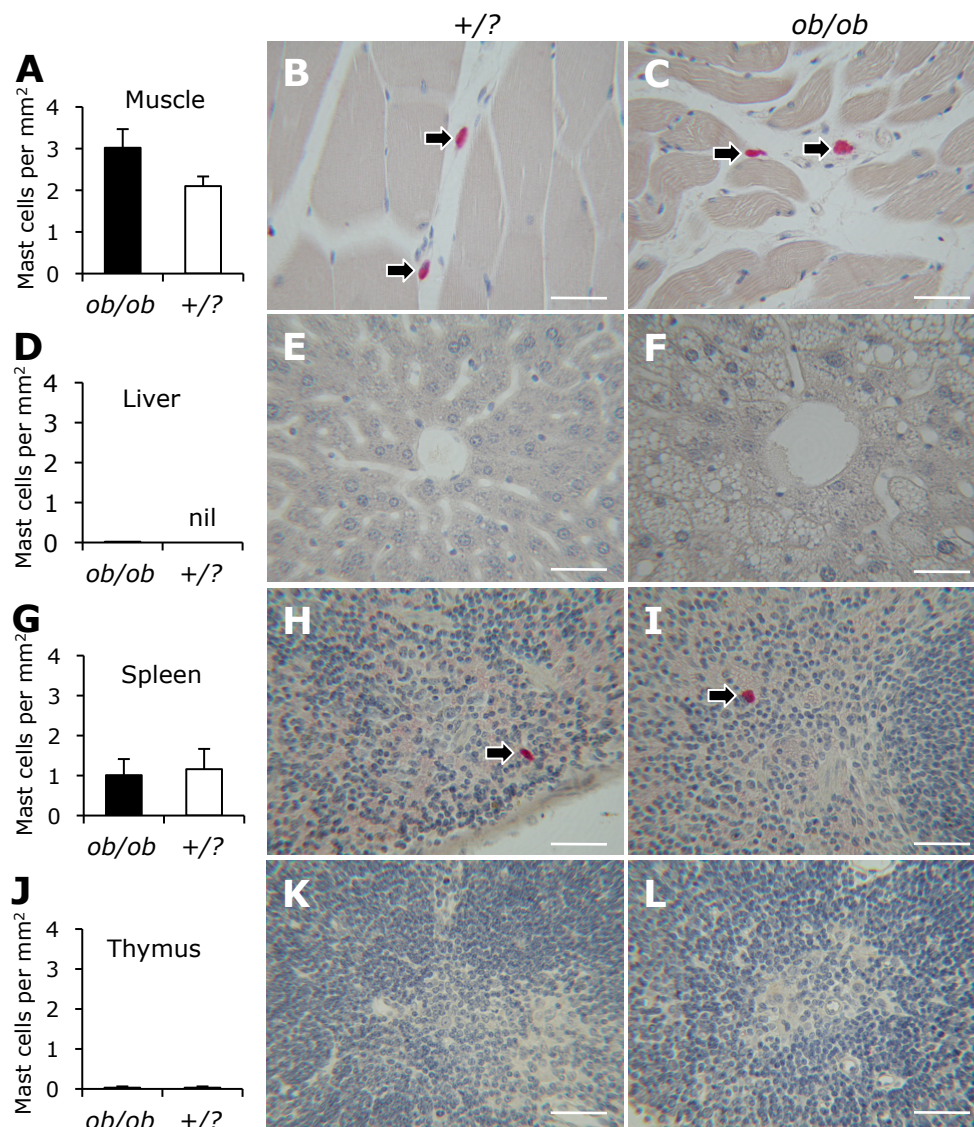 +/?
ob/ob
A
Muscle
Mast cells per mm²
4
3
2
1
0
ob/ob +/?
B
C
D
Liver
Mast cells per mm²
4
3
2
1
0
nil
ob/ob +/?
E
F
G
Spleen
Mast cells per mm²
4
3
2
1
0
ob/ob +/?
H
I
J
Thymus
Mast cells per mm²
4
3
2
1
0
ob/ob +/?
K
L